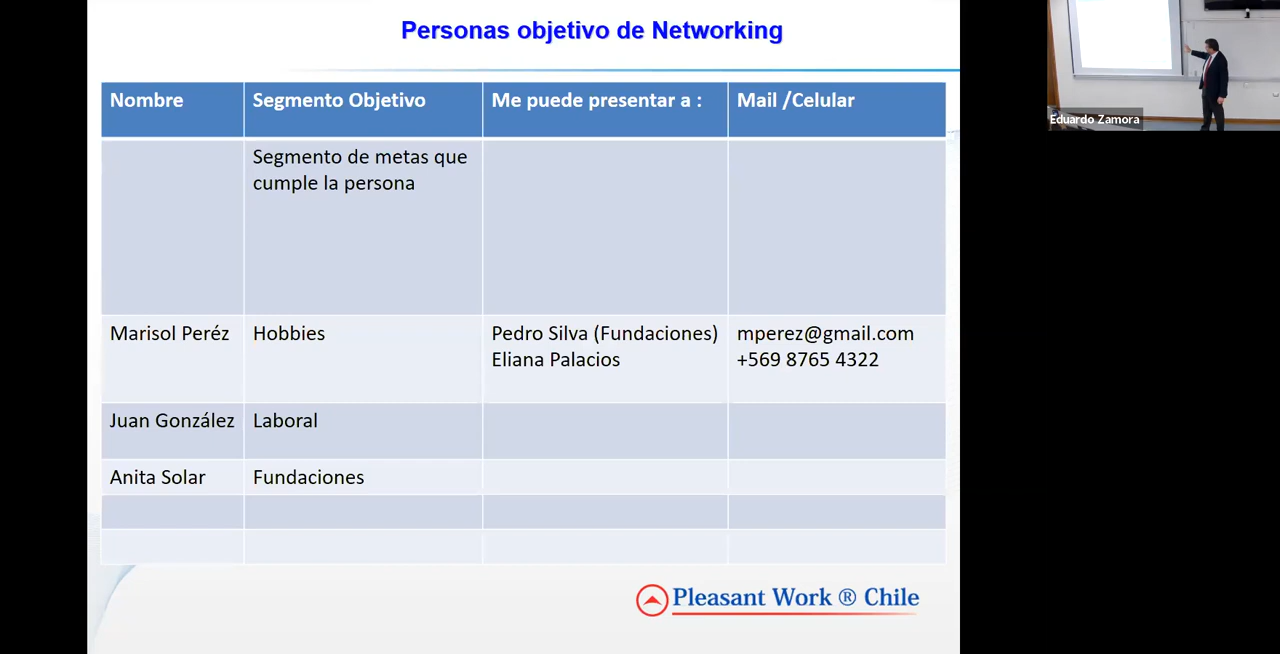 Personas objetivo de Networking
Nombre
Segmento Objetivo
Me puede presentar a :
Mail /Celular
Segmento de metas que
cumple la persona
Marisol Peréz
Hobbies
Pedro Silva (Fundaciones)
Eliana Palacios
mperez@gmail.com
+569 8765 4322
Juan González
Laboral
Anita Solar
Fundaciones
Pleasant Work ® Chile
Eduardo Zamora